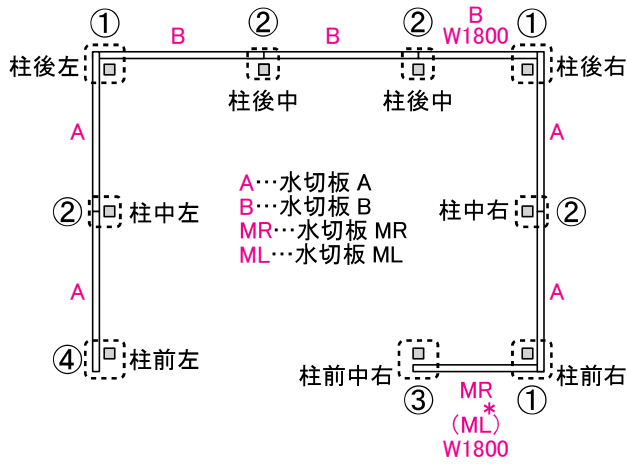 ① ② ② B ①
B B W1800
柱後左 柱後右
柱後中 柱後中
A A
A…水切板 A
B…水切板 B
MR…水切板 MR
ML…水切板 ML
② 柱中左 柱中右 ②
A A
④ 柱前左 柱前中右 柱前右
③ MR ①
*
(ML)
W1800